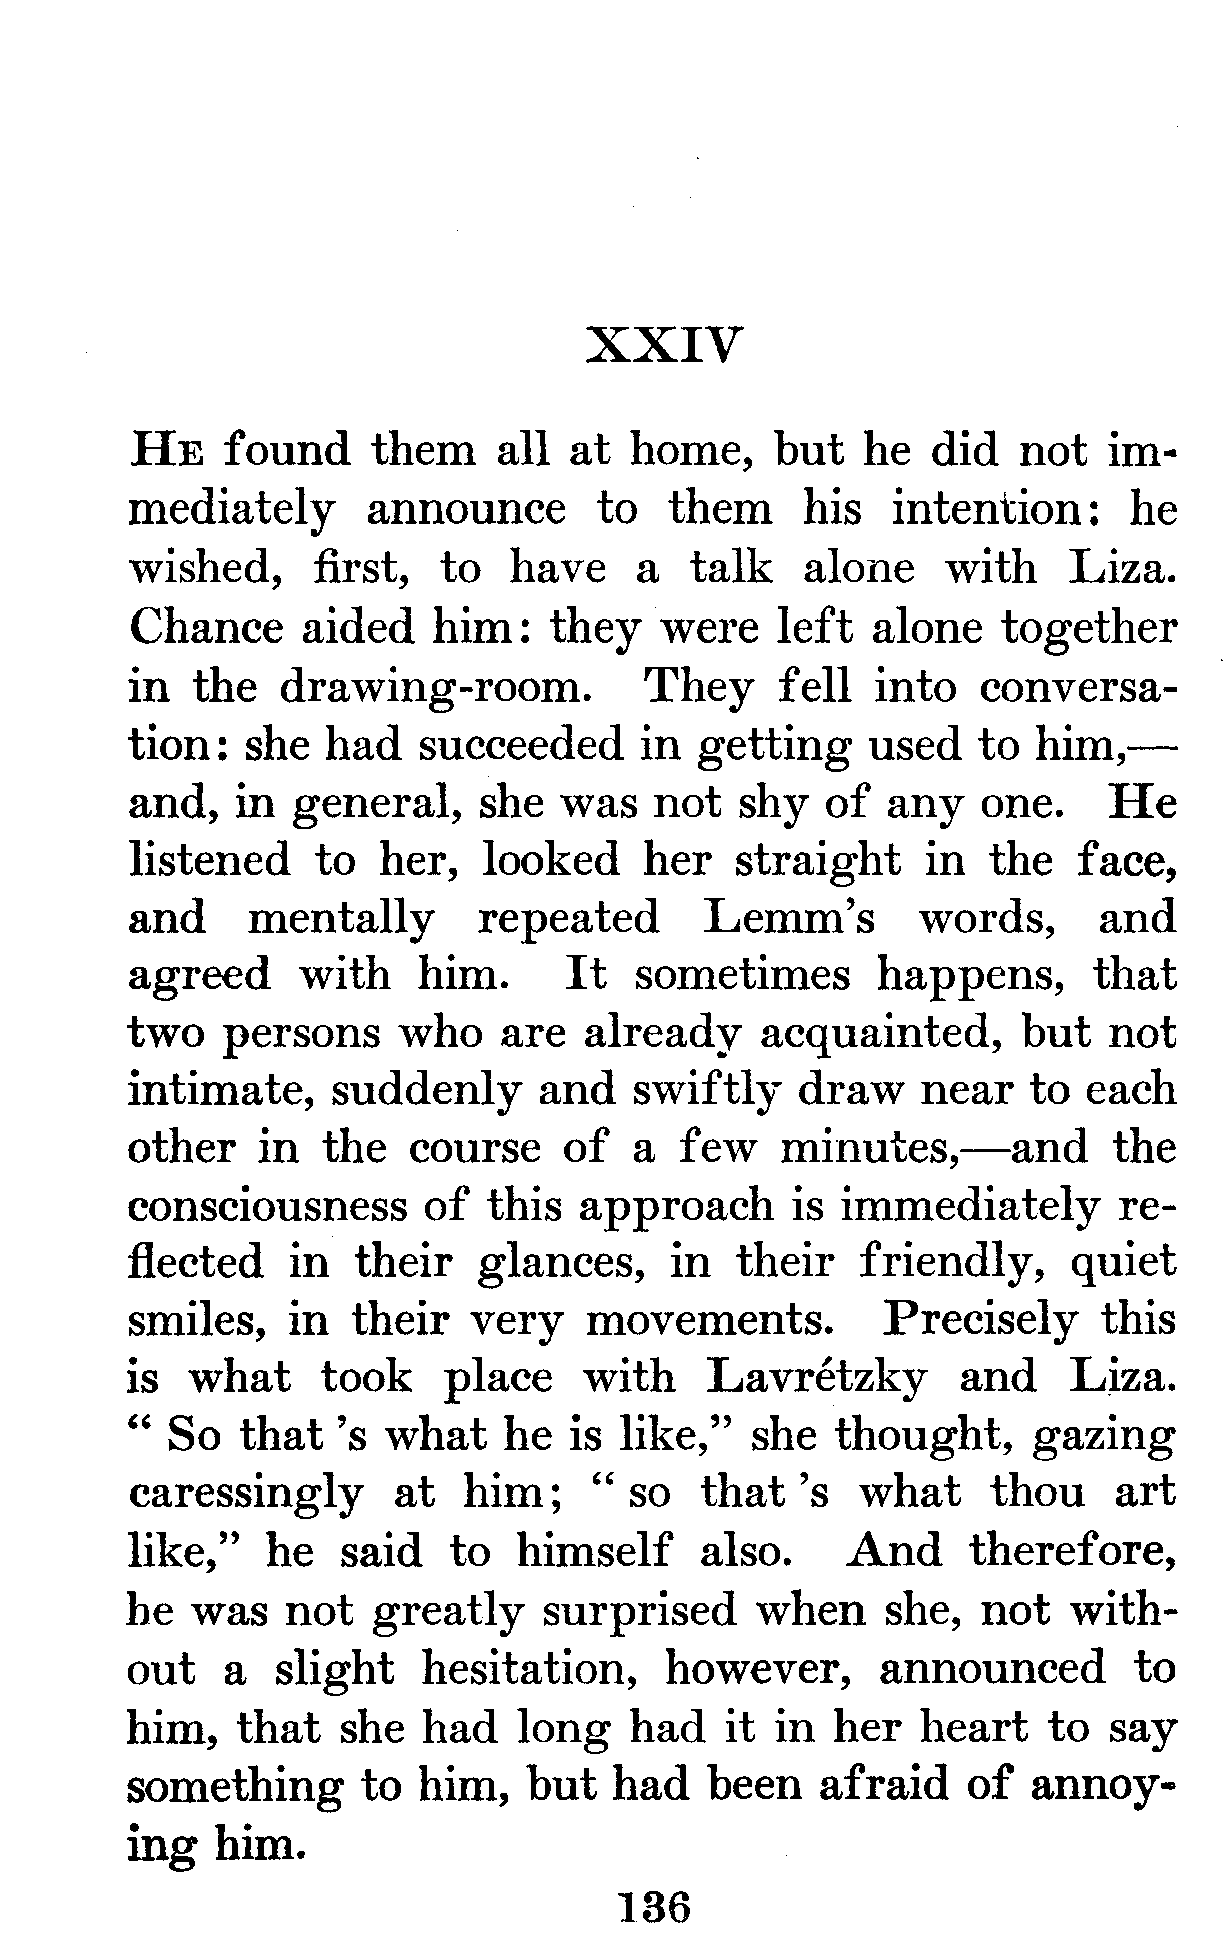 XXIV
HE found them all at home, but he did not im-
mediately announce to them his intention: he
wished, first, to have a talk alone with Liza.
Chance aided him: they were left alone together
in the drawing-room. They fell into conversa-
tion: she had succeeded in getting used to him,—
and, in general, she was not shy of any one. He
listened to her, looked her straight in the face,
and mentally repeated Lemm's words, and
agreed with him. It sometimes happens, that
two persons who are already acquainted, but not
intimate, suddenly and swiftly draw near to each
other in the course of a few minutes,—and the
consciousness of this approach is immediately re-
flected in their glances, in their friendly, quiet
smiles, in their very movements. Precisely this
is what took place with Lavrétzky and Liza.
“ So that 's what he is like,” she thought, gazing
caressingly at him; “ so that 's what thou art
like,” he said to himself also. And therefore,
he was not greatly surprised when she, not with-
out a slight hesitation, however, announced to
him, that she had long had it in her heart to say
something to him, but had been afraid of annoy-
ing him.
136